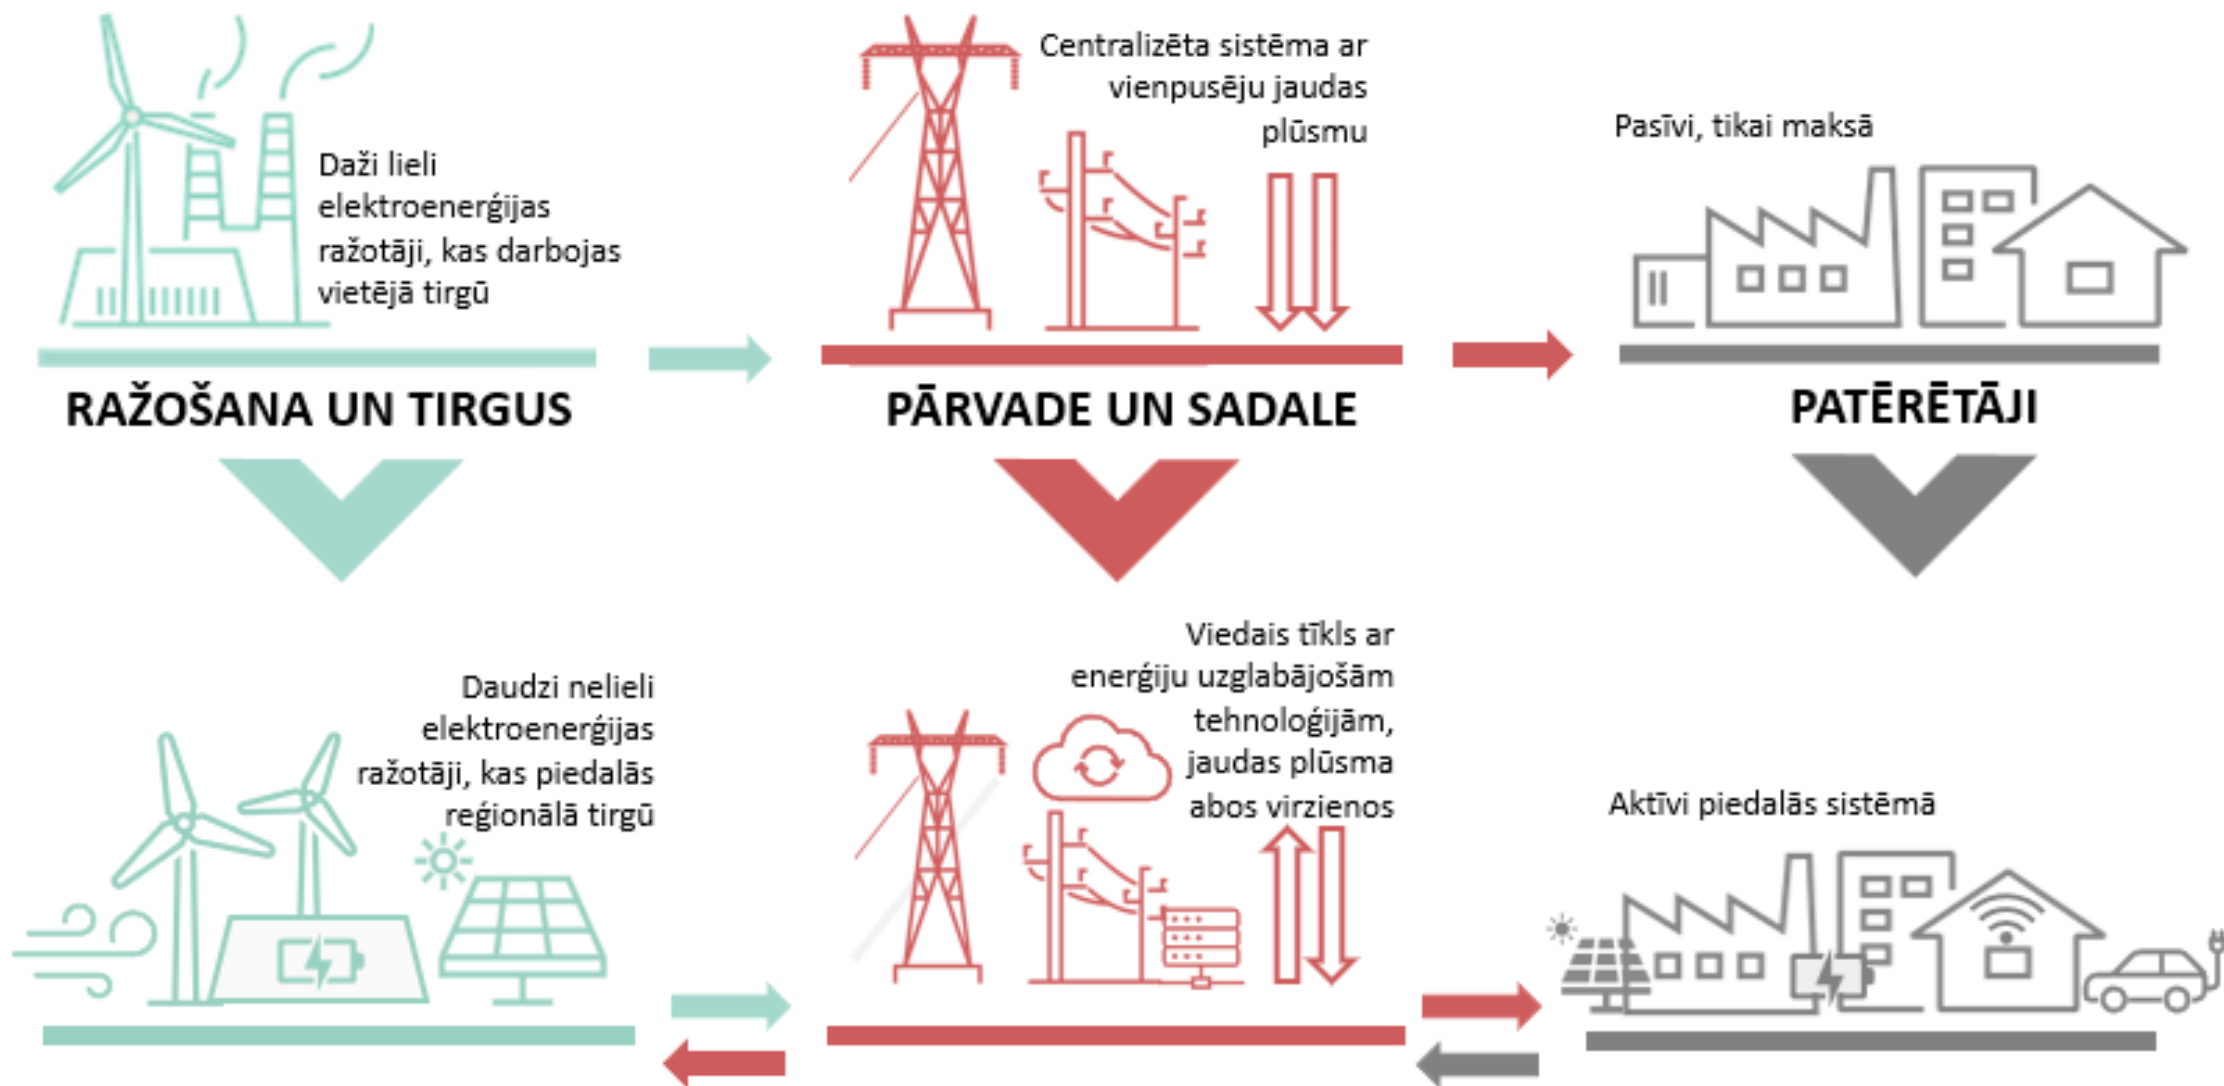 Daži lieli
elektroenerģijas
ražotāji, kas darbojas
vietējā tirgū
Centralizēta sistēma ar
vienpusēju jaudas
plūsmu
Pasīvi, tikai maksā
RAŽOŠANA UN TIRGUS
PĀRVADE UN SADALE
PATĒRĒTĀJI
Daudzi nelieli
elektroenerģijas
ražotāji, kas piedalās
reģionālā tirgū
Viedais tīkls ar
enerģiju uzglabājošām
tehnoloģijām,
jaudas plūsma
abos virzienos
Aktīvi piedalās sistēmā